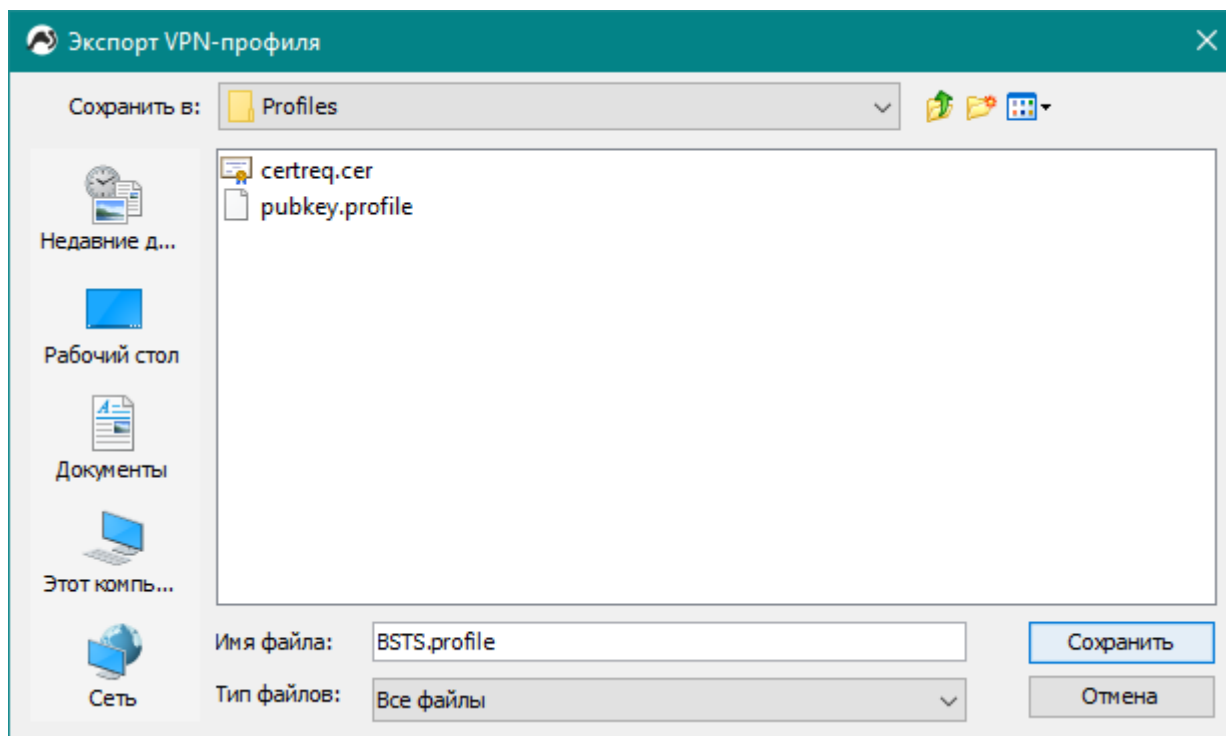 Экспорт VPN-профиля
Сохранить в:
Profiles
certreq.cer
pubkey.profile
Недавние д...
Рабочий стол
Документы
Этот компь...
Сеть
Имя файла:
BSTS.profile
Сохранить
Тип файлов:
Все файлы
Отмена